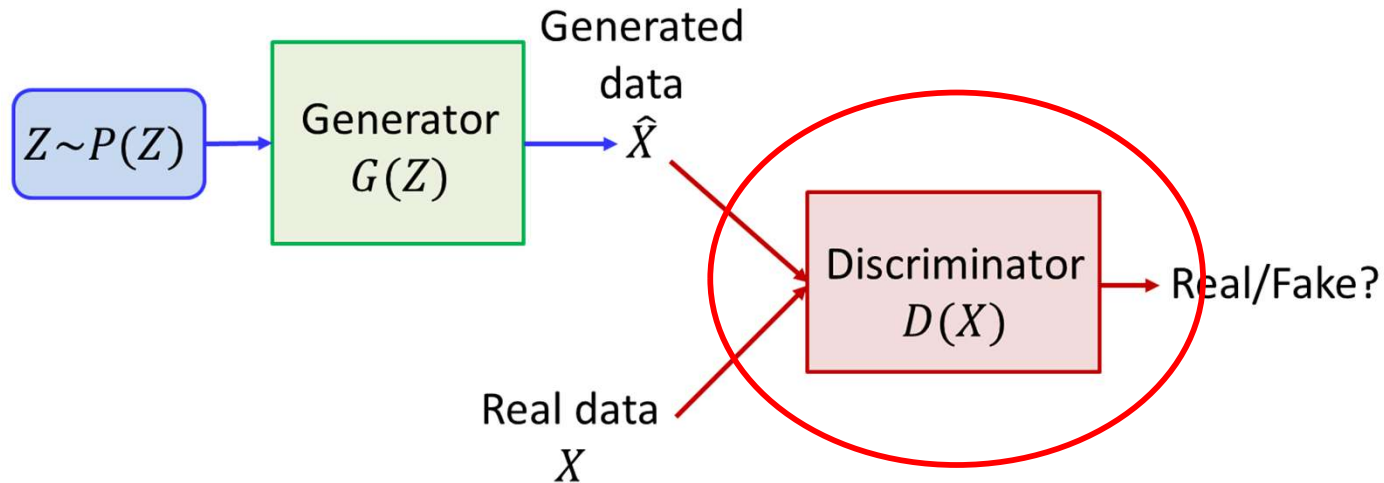 Z~P(Z)
Generator
G(Z)
Generated
data
X̂
Discriminator
D(X)
Real/Fake?
Real data
X